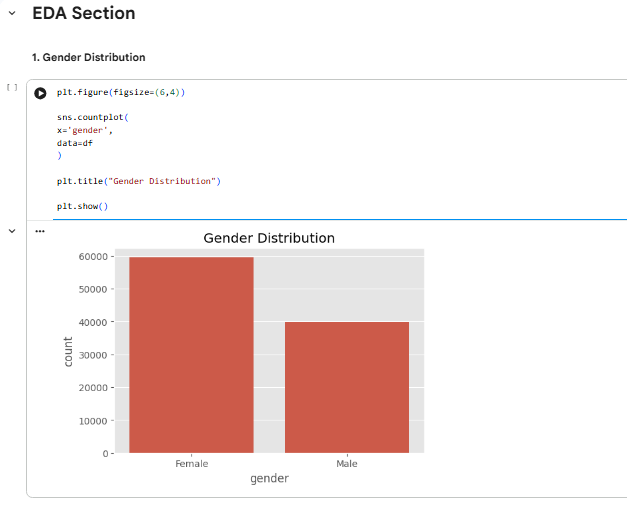 EDA Section
1. Gender Distribution
[ ]
plt.figure(figsize=(6,4))
sns.countplot(
x='gender',
data=df
)
plt.title("Gender Distribution")
plt.show()
Gender Distribution
60000
50000
40000
30000
20000
10000
0
count
Female
Male
gender